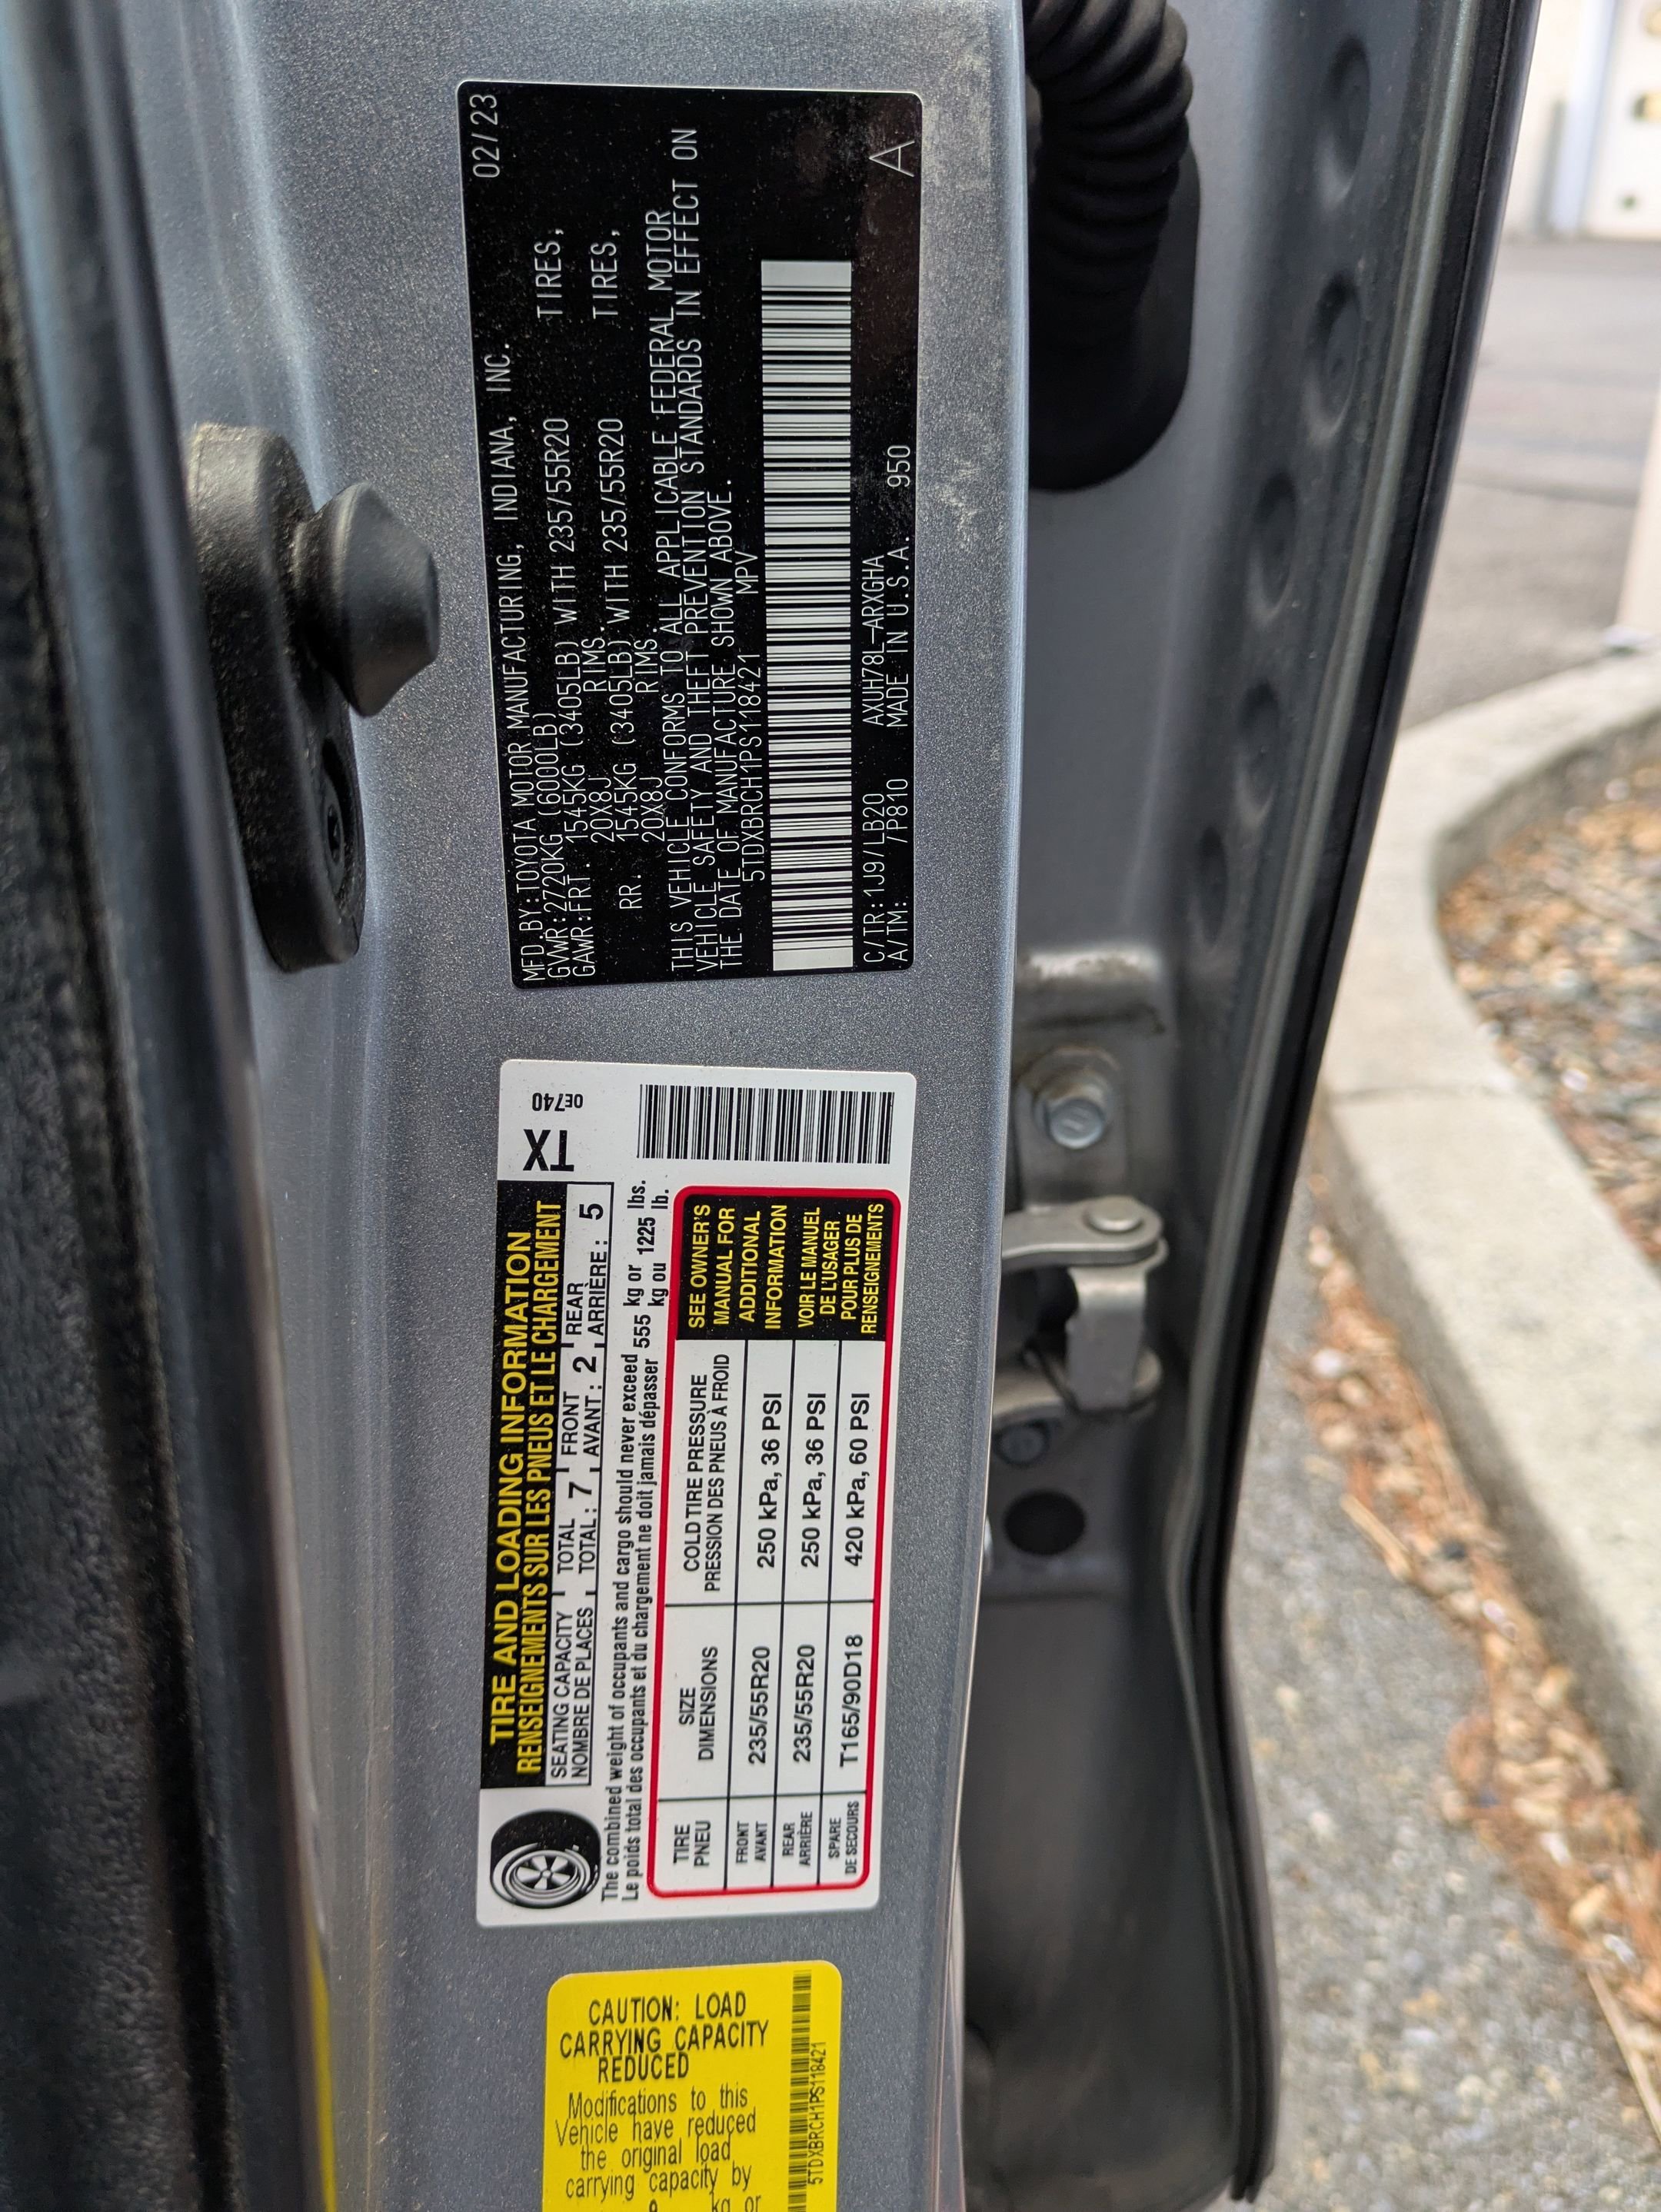 MFD.BY:TOYOTA MOTOR MANUFACTURING, INDIANA, INC. 02/23
GVWR:2720KG (6000LB)
GAWR:FRT 1545KG (3405LB) WITH 235/55R20 TIRES,
20X8J RIMS.
RR. 1545KG (3405LB) WITH 235/55R20 TIRES,
20X8J RIMS.
THIS VEHICLE CONFORMS TO ALL APPLICABLE FEDERAL MOTOR
VEHICLE SAFETY AND THEFT PREVENTION STANDARDS IN EFFECT ON
THE DATE OF MANUFACTURE SHOWN ABOVE.
5TDXBRCH1PS118421 MPV
C/TR:1J9/LB20 AXUH78L-ARXGHA
A/TM: /P810 MADE IN U.S.A. 950 A
TIRE AND LOADING INFORMATION
RENSEIGNEMENTS SUR LES PNEUS ET LE CHARGEMENT
TX
0E740
SEATING CAPACITY TOTAL FRONT REAR
NOMBRE DE PLACES TOTAL: 7 AVANT: 2 ARRIÈRE: 5
The combined weight of occupants and cargo should never exceed 555 kg or 1225 lbs.
Le poids total des occupants et du chargement ne doit jamais dépasser kg ou lb.
TIRE SIZE COLD TIRE PRESSURE
PNEU DIMENSIONS PRESSION DES PNEUS À FROID
FRONT
AVANT 235/55R20 250 kPa, 36 PSI
REAR
ARRIÈRE 235/55R20 250 kPa, 36 PSI
SPARE
DE SECOURS T165/90D18 420 kPa, 60 PSI
SEE OWNER'S
MANUAL FOR
ADDITIONAL
INFORMATION
VOIR LE MANUEL
DE L'USAGER
POUR PLUS DE
RENSEIGNEMENTS
CAUTION: LOAD
CARRYING CAPACITY
REDUCED
Modifications to this
Vehicle have reduced
the original load
carrying capacity by
kg or
5TDXBRCH1PS118421